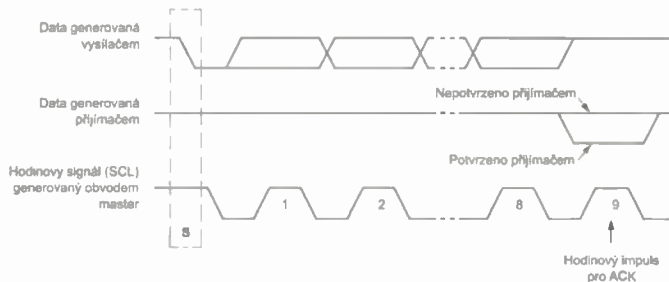 Data generovaná
vysílačem
Data generovaná
přijímačem
Nepotvrzeno přijímačem
Potvrzeno přijímačem
Hodinovy signál (SCL)
generovaný obvodem
master
S
1
2
8
9
Hodinový impuls
pro ACK